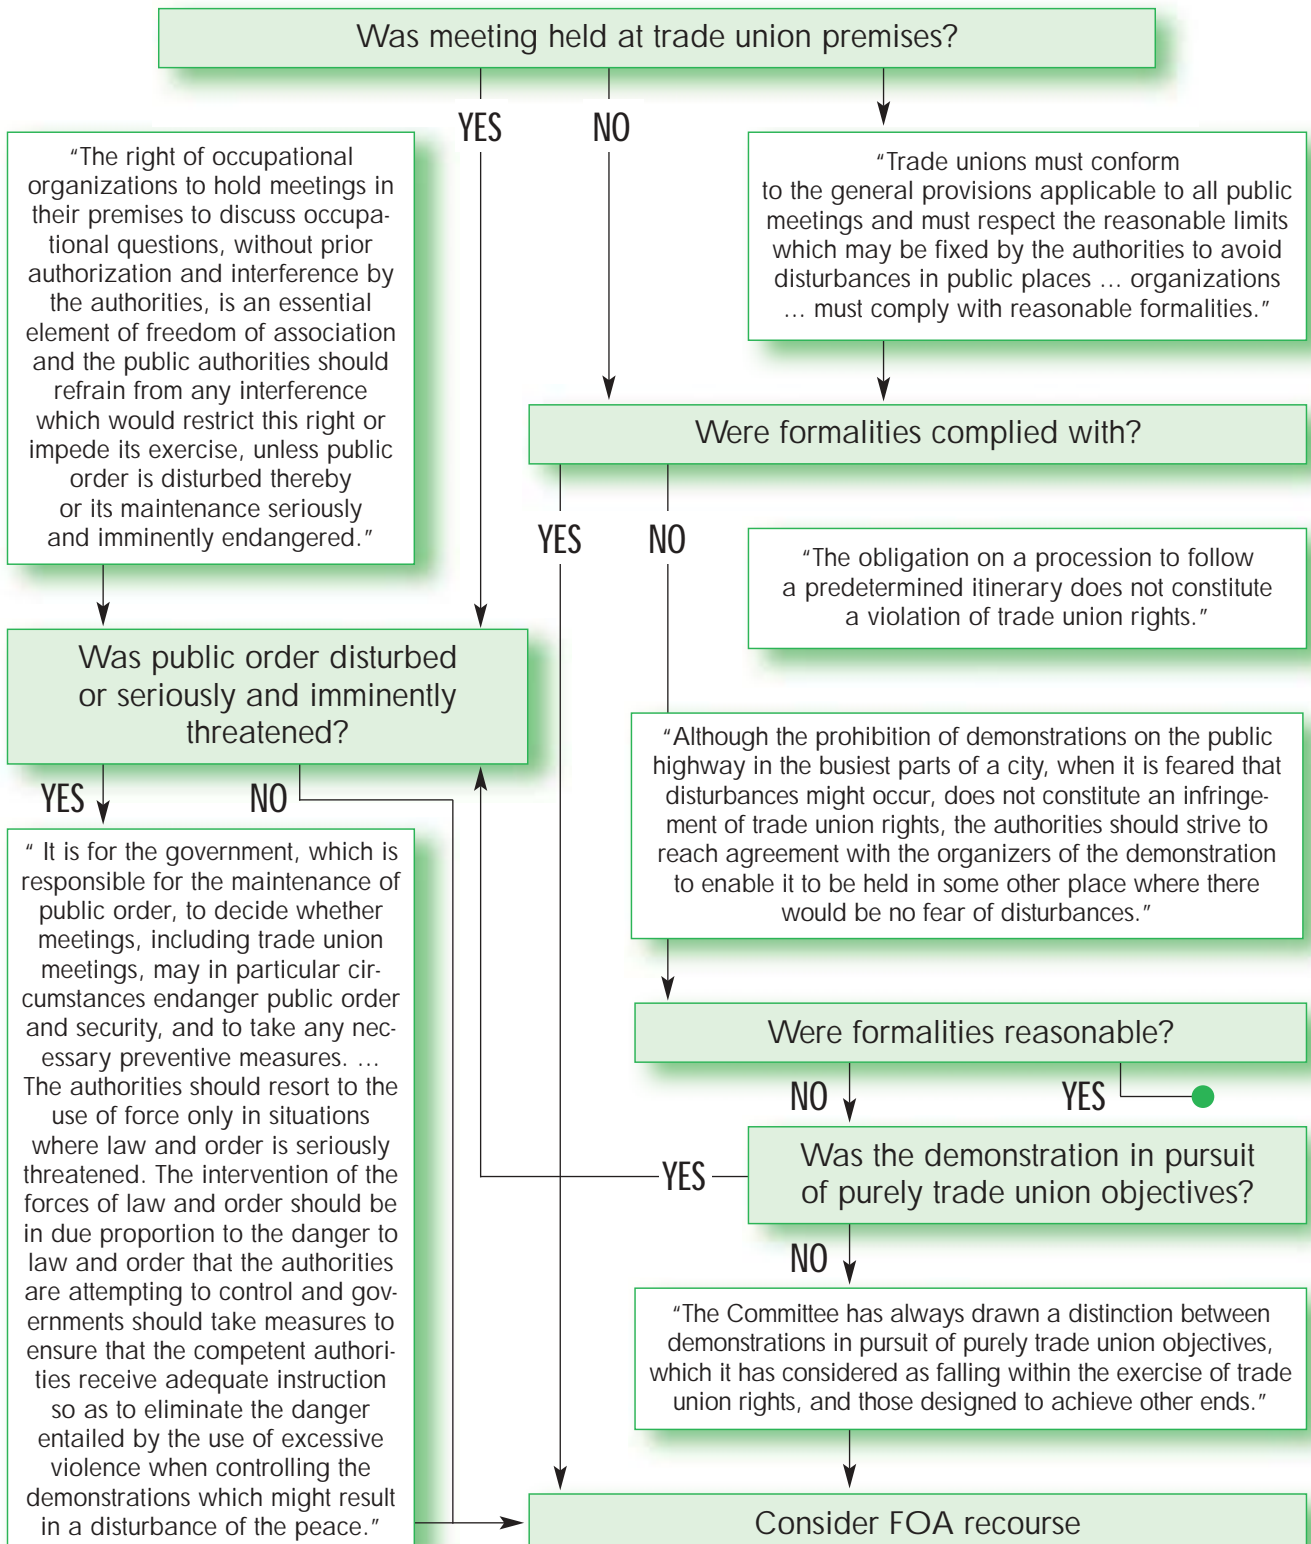 Was meeting held at trade union premises?
YES
NO
“The right of occupational
organizations to hold meetings in
their premises to discuss occupa-
tional questions, without prior
authorization and interference by
the authorities, is an essential
element of freedom of association
and the public authorities should
refrain from any interference
which would restrict this right or
impede its exercise, unless public
order is disturbed thereby
or its maintenance seriously
and imminently endangered.”
“Trade unions must conform
to the general provisions applicable to all public
meetings and must respect the reasonable limits
which may be fixed by the authorities to avoid
disturbances in public places … organizations
… must comply with reasonable formalities.”
Were formalities complied with?
YES
NO
“The obligation on a procession to follow
a predetermined itinerary does not constitute
a violation of trade union rights.”
Was public order disturbed
or seriously and imminently
threatened?
YES
NO
“Although the prohibition of demonstrations on the public
highway in the busiest parts of a city, when it is feared that
disturbances might occur, does not constitute an infringe-
ment of trade union rights, the authorities should strive to
reach agreement with the organizers of the demonstration
to enable it to be held in some other place where there
would be no fear of disturbances.”
“ It is for the government, which is
responsible for the maintenance of
public order, to decide whether
meetings, including trade union
meetings, may in particular cir-
cumstances endanger public order
and security, and to take any nec-
essary preventive measures. …
The authorities should resort to the
use of force only in situations
where law and order is seriously
threatened. The intervention of the
forces of law and order should be
in due proportion to the danger to
law and order that the authorities
are attempting to control and gov-
ernments should take measures to
ensure that the competent authori-
ties receive adequate instruction
so as to eliminate the danger
entailed by the use of excessive
violence when controlling the
demonstrations which might result
in a disturbance of the peace.”
Were formalities reasonable?
NO
YES
Was the demonstration in pursuit
of purely trade union objectives?
YES
NO
“The Committee has always drawn a distinction between
demonstrations in pursuit of purely trade union objectives,
which it has considered as falling within the exercise of trade
union rights, and those designed to achieve other ends.”
Consider FOA recourse